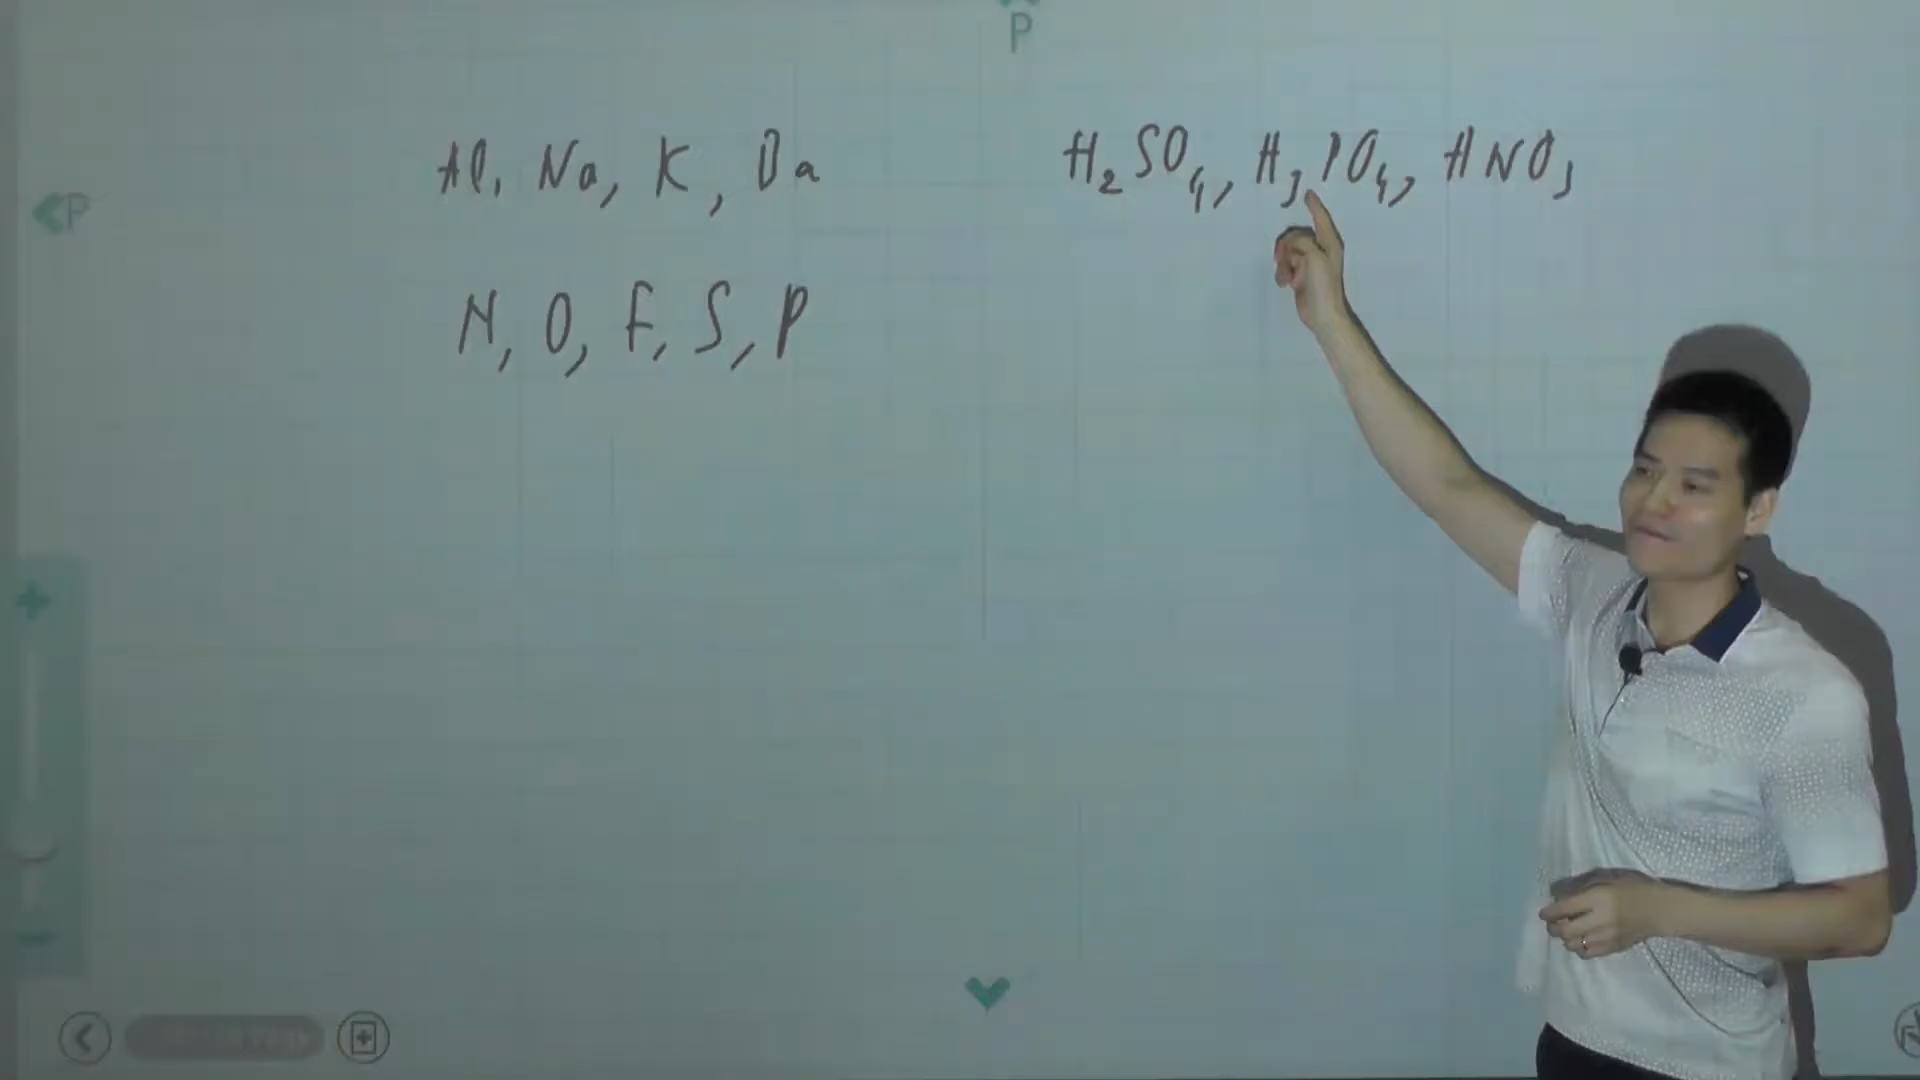 P
Al, Na, K, Ba
H₂SO₄, H₃PO₄, HNO₃
P
N, O, F, S, P